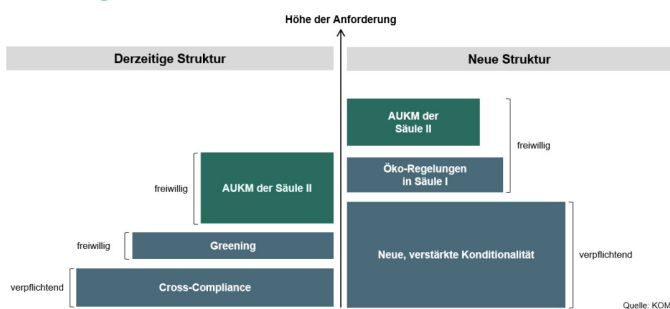 Höhe der Anforderung
Derzeitige Struktur
Neue Struktur
AUKM der
Säule II
freiwillig
Öko-Regelungen
in Säule I
freiwillig
AUKM der Säule II
freiwillig
Greening
Neue, verstärkte Konditionalität
verpflichtend
verpflichtend
Cross-Compliance
Quelle: KOM